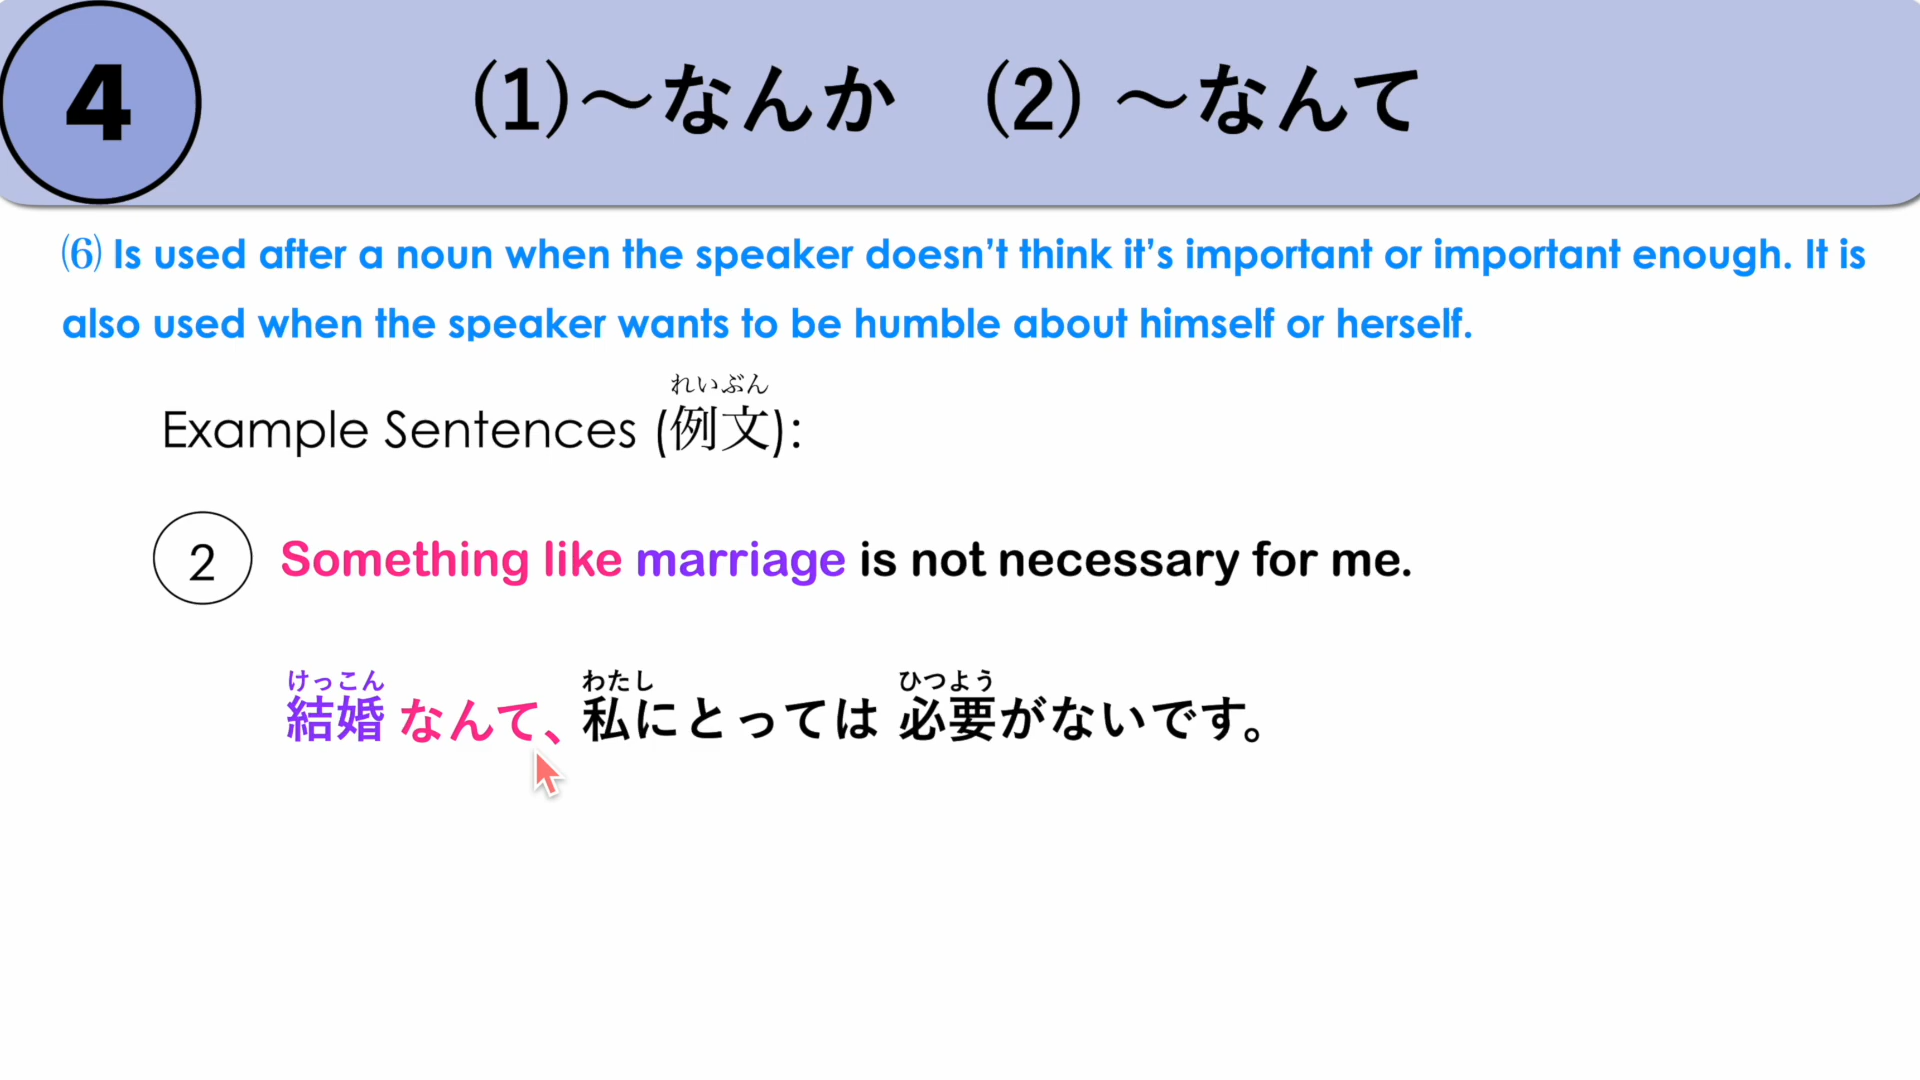 4
(1)〜なんか (2) 〜なんて
(6) Is used after a noun when the speaker doesn't think it's important or important enough. It is
also used when the speaker wants to be humble about himself or herself.
れいぶん
Example Sentences (例文):
2 Something like marriage is not necessary for me.
けっこん わたし ひつよう
結婚 なんて、私にとっては 必要がないです。